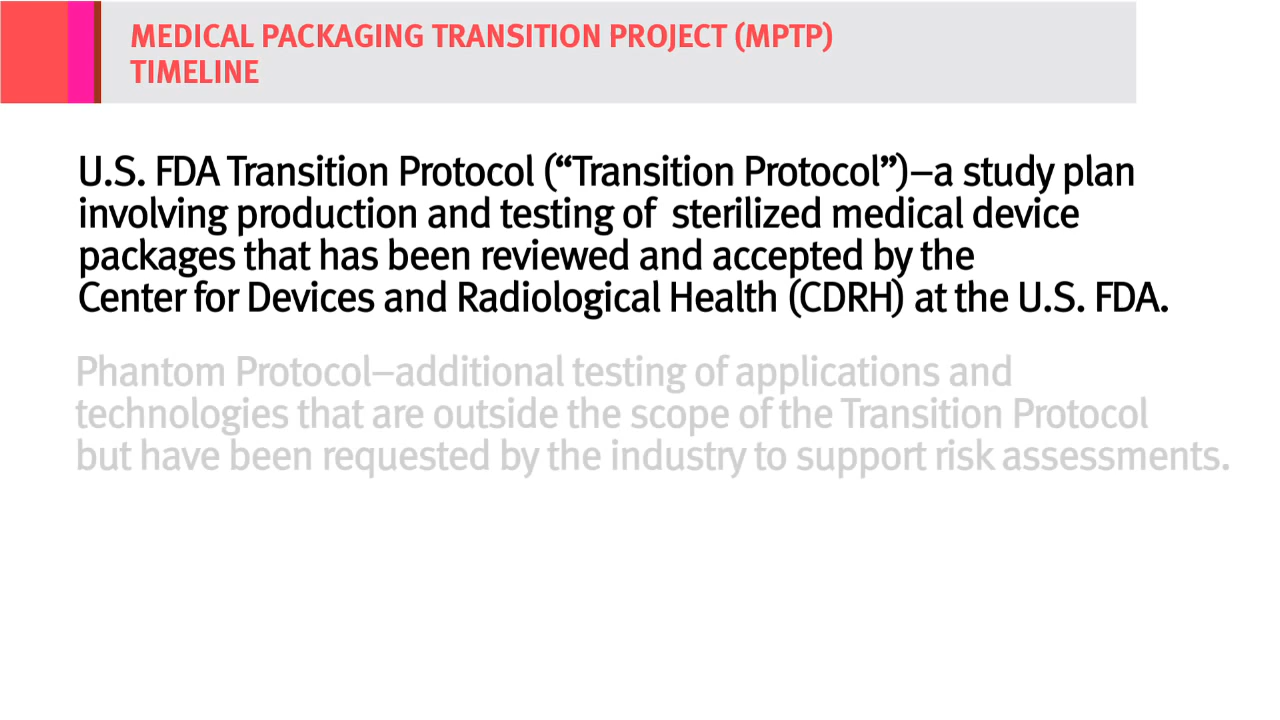 MEDICAL PACKAGING TRANSITION PROJECT (MPTP)
TIMELINE
U.S. FDA Transition Protocol (“Transition Protocol”)–a study plan
involving production and testing of  sterilized medical device
packages that has been reviewed and accepted by the
Center for Devices and Radiological Health (CDRH) at the U.S. FDA.
Phantom Protocol–additional testing of applications and
technologies that are outside the scope of the Transition Protocol
but have been requested by the industry to support risk assessments.